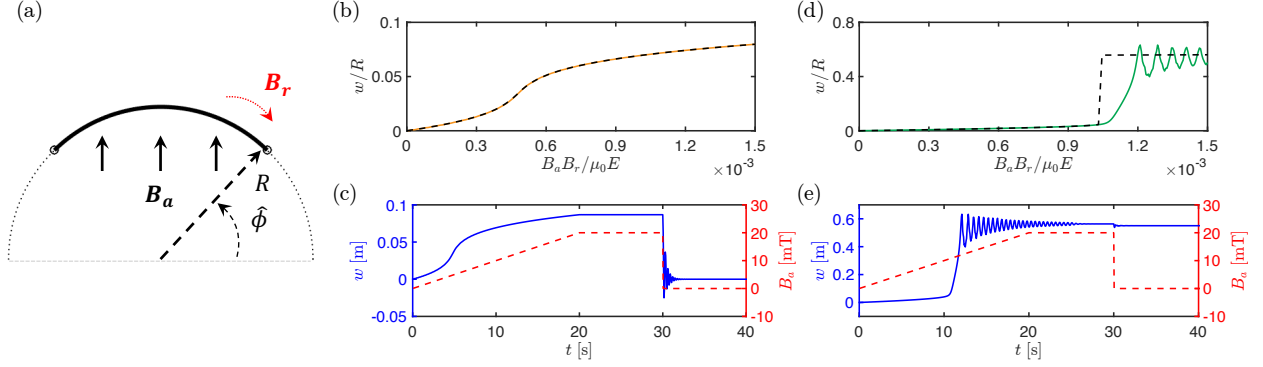 (a)
B_r
B_a
R
ϕ̂
(b)
0.1
0.05
0
w/R
0 0.3 0.6 0.9 1.2 1.5
B_aB_r/μ_0E
×10^-3
(c)
0.1
0.05
0
-0.05
w [m]
30
20
10
0
-10
B_a [mT]
0 10 20 30 40
t [s]
(d)
0.8
0.4
0
w/R
0 0.3 0.6 0.9 1.2 1.5
B_aB_r/μ_0E
×10^-3
(e)
0.6
0.4
0.2
0
w [m]
30
20
10
0
-10
B_a [mT]
0 10 20 30 40
t [s]